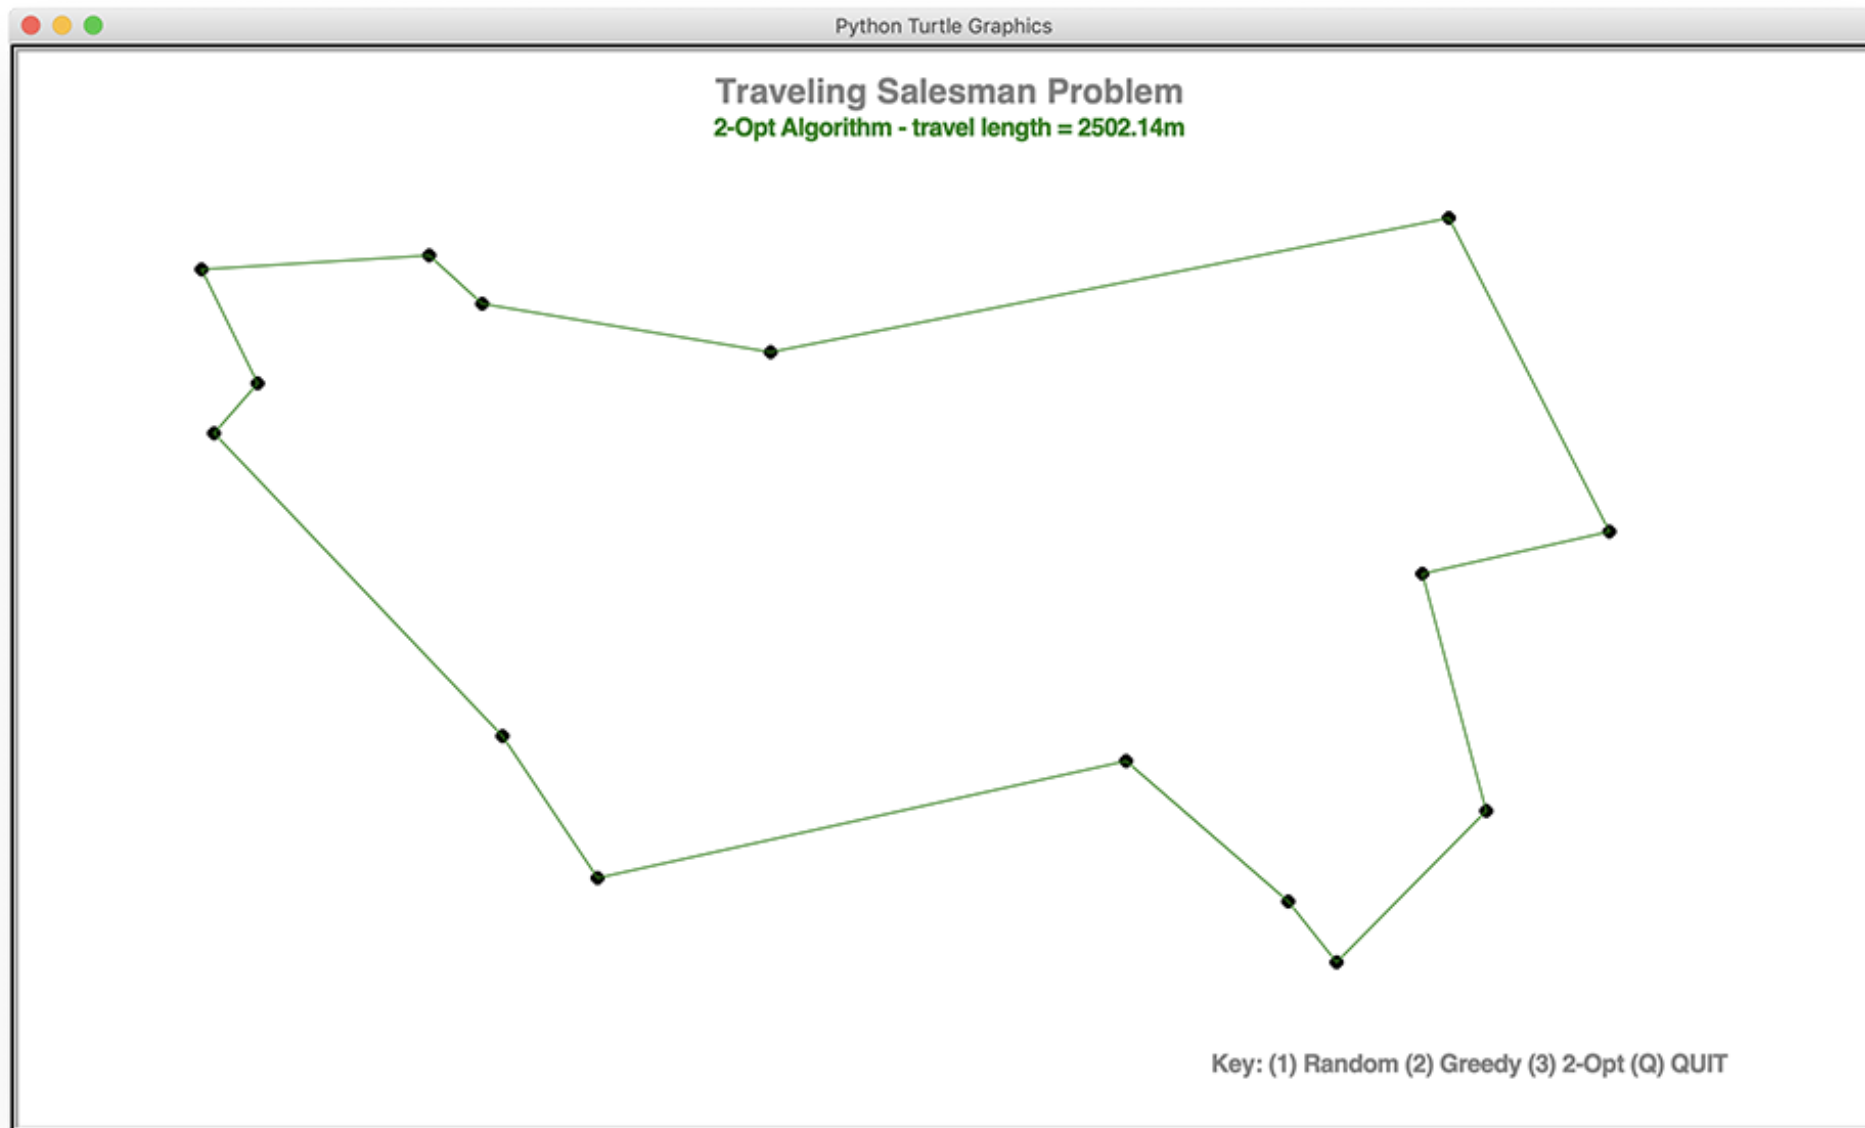 Python Turtle Graphics
Traveling Salesman Problem
2-Opt Algorithm - travel length = 2502.14m
Key: (1) Random (2) Greedy (3) 2-Opt (Q) QUIT